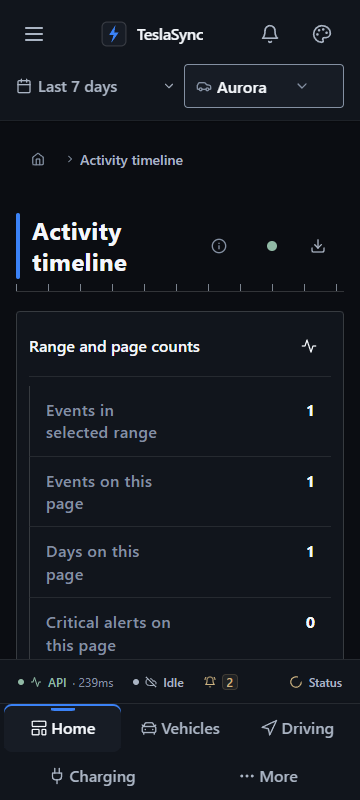 TeslaSync
Last 7 days
Aurora
Activity timeline
Activity
timeline
Range and page counts
Events in
selected range
1
Events on this
page
1
Days on this
page
1
Critical alerts on
this page
0
API · 239ms
Idle
2
Status
Home
Vehicles
Driving
Charging
More